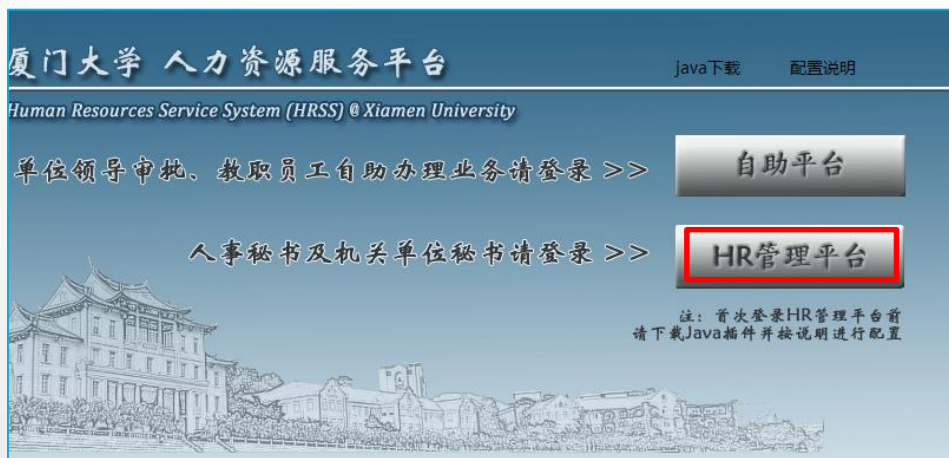 厦门大学 人力资源服务平台
java下载 配置说明
Human Resources Service System (HRSS) @ Xiamen University
单位领导审批、教职员工自助办理业务请登录 >>
自助平台
人事秘书及机关单位秘书请登录 >>
HR管理平台
注：首次登录HR管理平台前
请下载Java插件并按说明进行配置